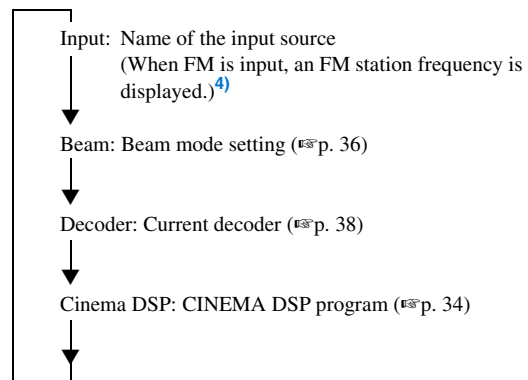 Input: Name of the input source
(When FM is input, an FM station frequency is
displayed.)4)
Beam: Beam mode setting (☞p. 36)
Decoder: Current decoder (☞p. 38)
Cinema DSP: CINEMA DSP program (☞p. 34)